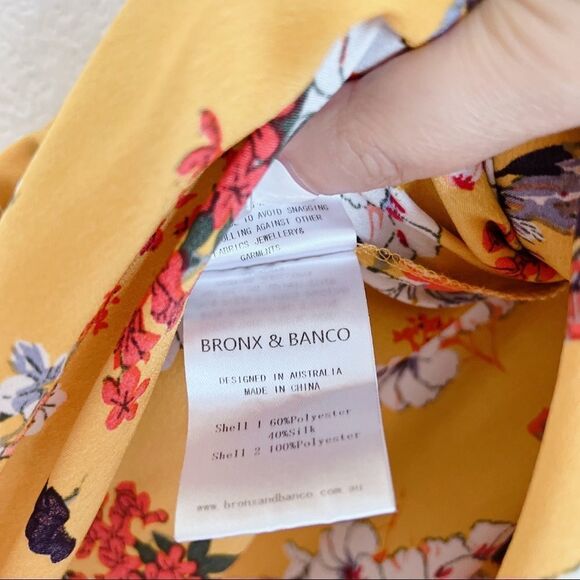 TO AVOID SNAGGING
AGAINST OTHER
FABRICS JEWELLERY&
GARMENTS
BRONX & BANCO
DESIGNED IN AUSTRALIA
MADE IN CHINA
Shell 1 60%Polyester
40%Silk
Shell 2 100%Polyester
www.bronxandbanco.com.au